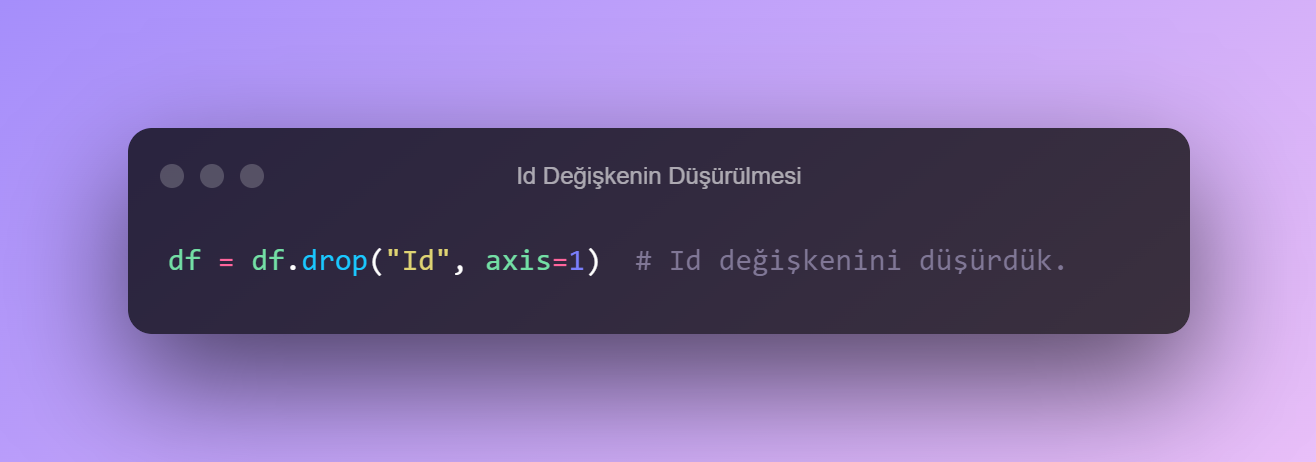 Id Değişkenin Düşürülmesi
df = df.drop("Id", axis=1)  # Id değişkenini düşürdük.